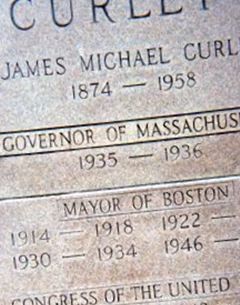 CURLEY
JAMES MICHAEL CURL
1874 — 1958
GOVERNOR OF MASSACHUS
1935 — 1936
MAYOR OF BOSTON
1914 — 1918 1922 —
1930 — 1934 1946 —
CONGRESS OF THE UNITED